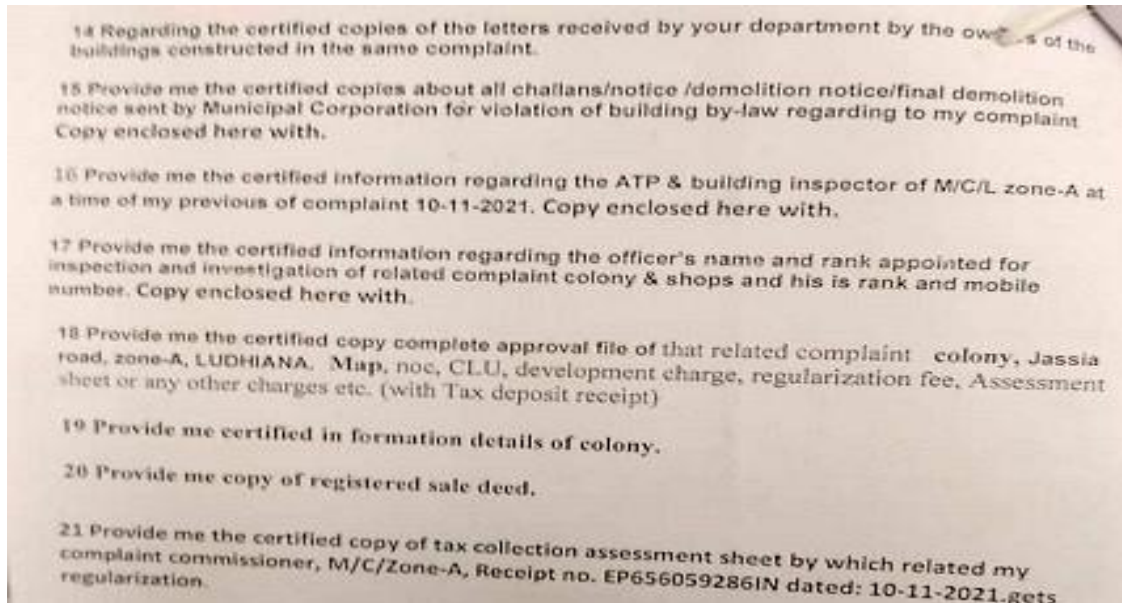 14 Regarding the certified copies of the letters received by your department by the of the
buildings constructed in the same complaint.
15 Provide me the certified copies about all challans/notice /demolition notice/final demolition
notice sent by Municipal Corporation for violation of building by-law regarding to my complaint
Copy enclosed here with.
16 Provide me the certified information regarding the ATP & building inspector of M/C/L zone-A at
a time of my previous of complaint 10-11-2021. Copy enclosed here with.
17 Provide me the certified information regarding the officer's name and rank appointed for
inspection and investigation of related complaint colony & shops and his is rank and mobile
number. Copy enclosed here with.
18 Provide me the certified copy complete approval file of that related complaint colony, Jassia
road, zone-A, LUDHIANA. Map, noc, CLU, development charge, regularization fee, Assessment
sheet or any other charges etc. (with Tax deposit receipt)
19 Provide me certified in formation details of colony.
20 Provide me copy of registered sale deed.
21 Provide me the certified copy of tax collection assessment sheet by which related my
complaint commissioner, M/C/Zone-A, Receipt no. EP656059286IN dated: 10-11-2021.gets
regularization.